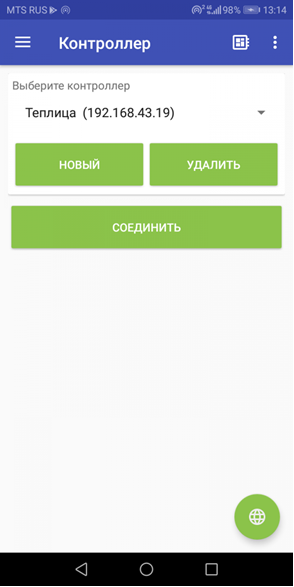 MTS RUS 98% 13:14
Контроллер
Выберите контроллер
Теплица (192.168.43.19)
НОВЫЙ УДАЛИТЬ
СОЕДИНИТЬ